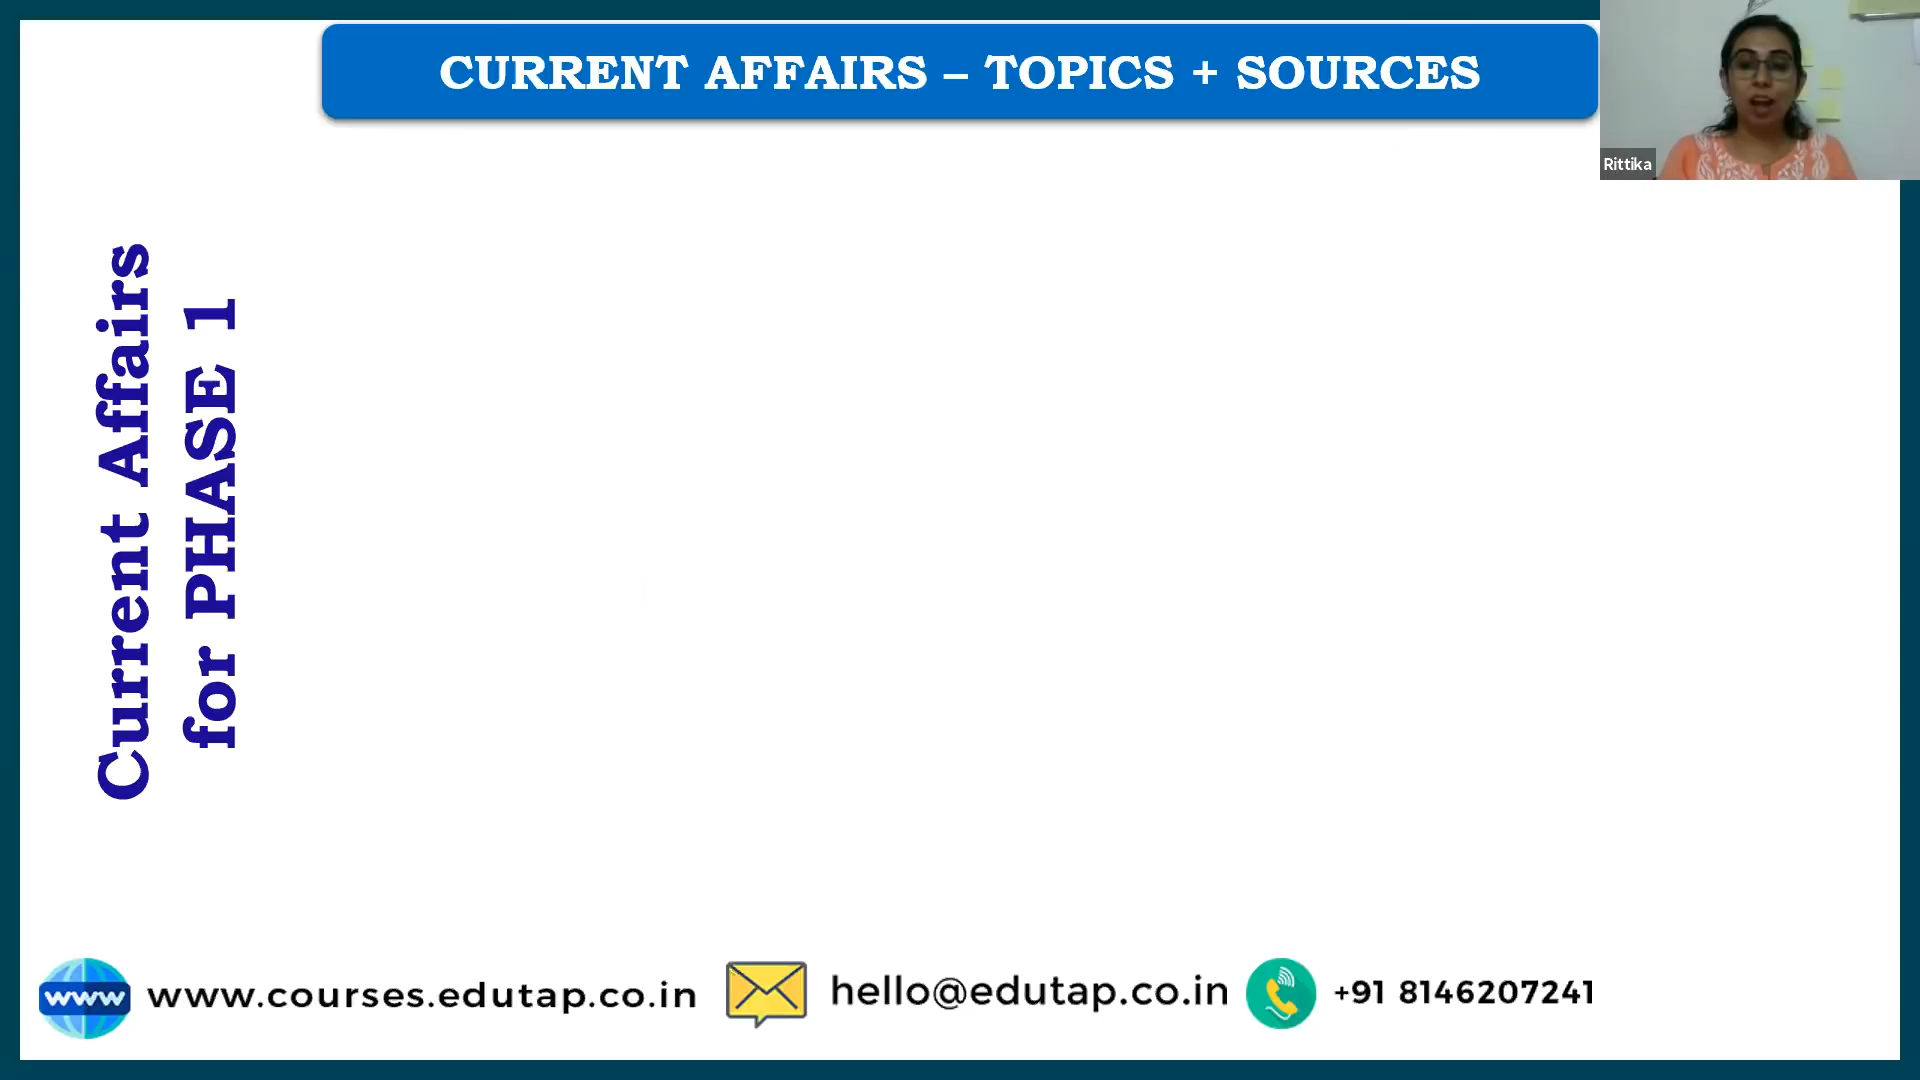 CURRENT AFFAIRS – TOPICS + SOURCES
Rittika
Current Affairs
for PHASE 1
www www.courses.edutap.co.in hello@edutap.co.in +91 8146207241